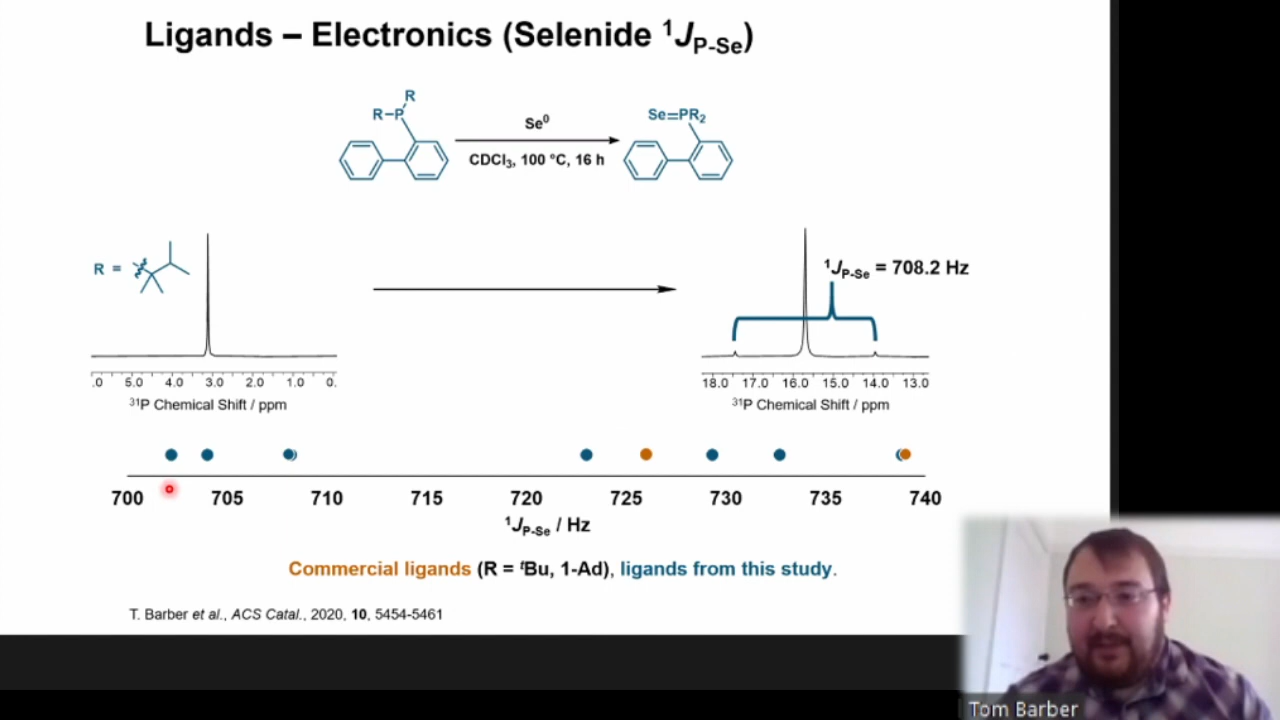 Ligands – Electronics (Selenide ¹J_P-Se)
R
R–P
Se⁰
CDCl₃, 100 °C, 16 h
Se=PR₂
R =
¹J_P-Se = 708.2 Hz
.0 5.0 4.0 3.0 2.0 1.0 0.
18.0 17.0 16.0 15.0 14.0 13.0
³¹P Chemical Shift / ppm
³¹P Chemical Shift / ppm
700 705 710 715 720 725 730 735 740
¹J_P-Se / Hz
Commercial ligands (R = ᵗBu, 1-Ad), ligands from this study.
T. Barber et al., ACS Catal., 2020, 10, 5454-5461
Tom Barber